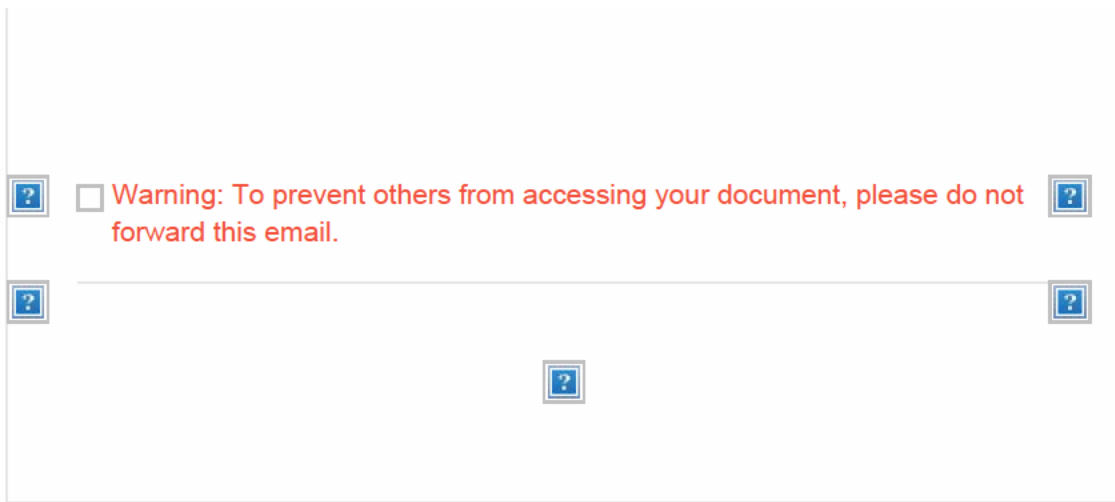 Warning: To prevent others from accessing your document, please do not
forward this email.